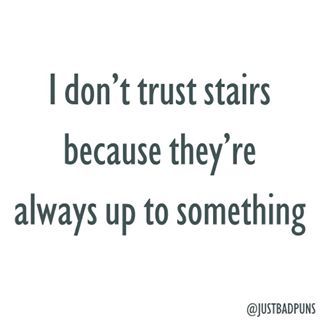 I don’t trust stairs
because they’re
always up to something
@JUSTBADPUNS